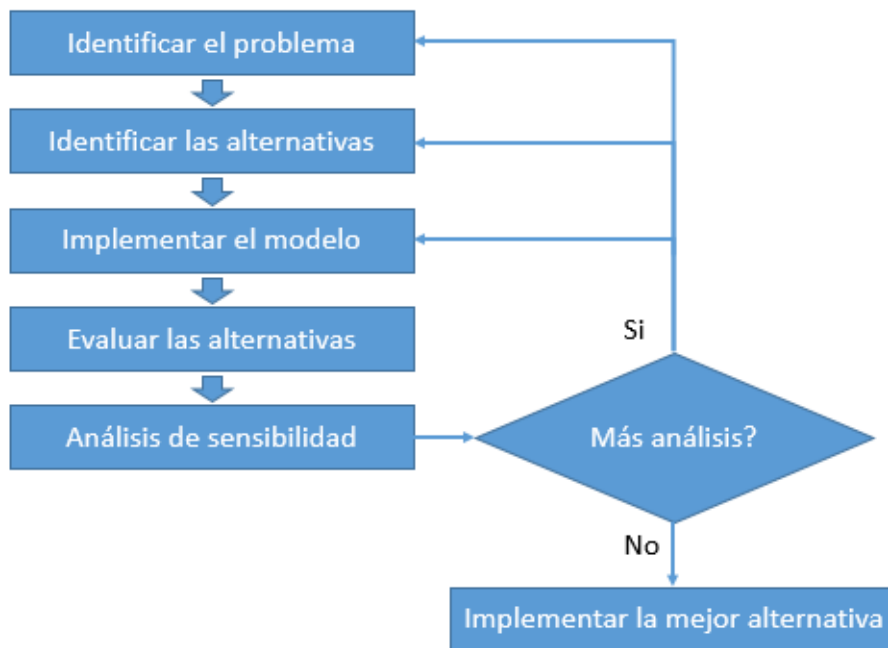 Identificar el problema
Identificar las alternativas
Implementar el modelo
Evaluar las alternativas
Si
Análisis de sensibilidad
Más análisis?
No
Implementar la mejor alternativa